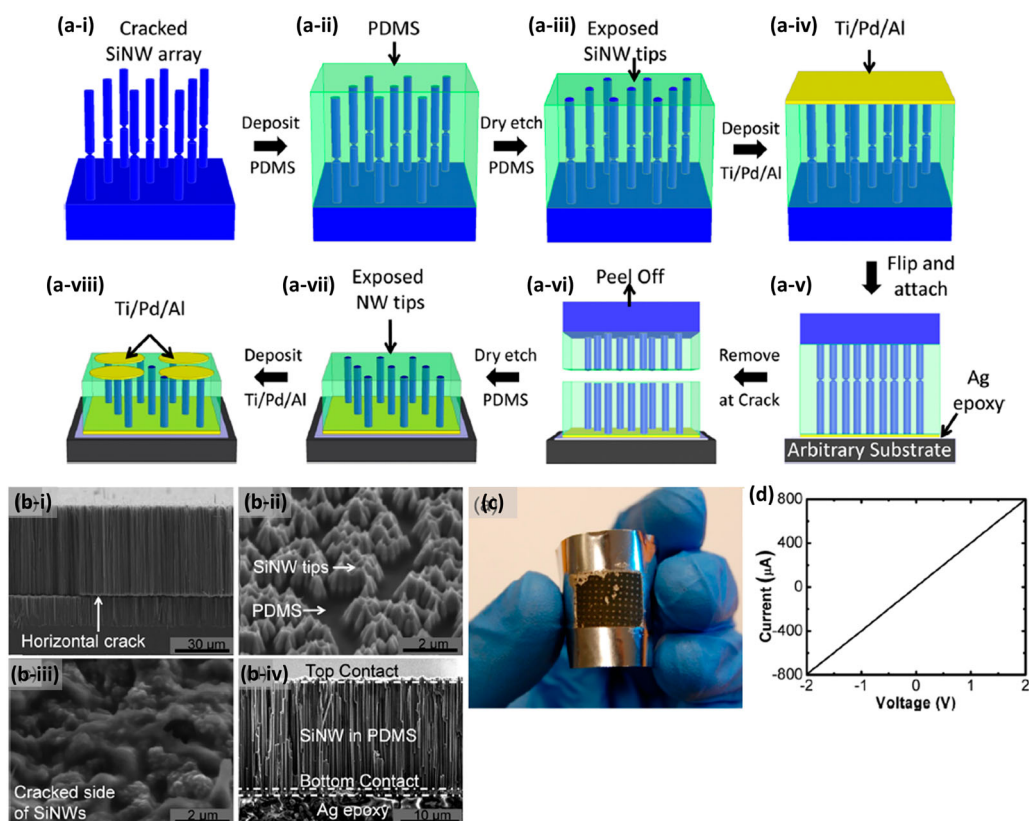 (a-i)
Cracked
SiNW array
Deposit
PDMS
(a-ii)
PDMS
Dry etch
PDMS
(a-iii)
Exposed
SiNW tips
Deposit
Ti/Pd/Al
(a-iv)
Ti/Pd/Al
Flip and
attach
(a-v)
Ag
epoxy
Arbitrary Substrate
Remove
at Crack
(a-vi)
Peel Off
Dry etch
PDMS
(a-vii)
Exposed
NW tips
Deposit
Ti/Pd/Al
(a-viii)
Ti/Pd/Al
(b-i)
Horizontal crack
30 µm
(b-ii)
SiNW tips
PDMS
2 µm
(b-iii)
Cracked side
of SiNWs
2 µm
(b-iv)
Top Contact
SiNW in PDMS
Bottom Contact
Ag epoxy
10 µm
(c)
(d)
Current (µA)
800
400
0
-400
-800
-2
-1
0
1
2
Voltage (V)